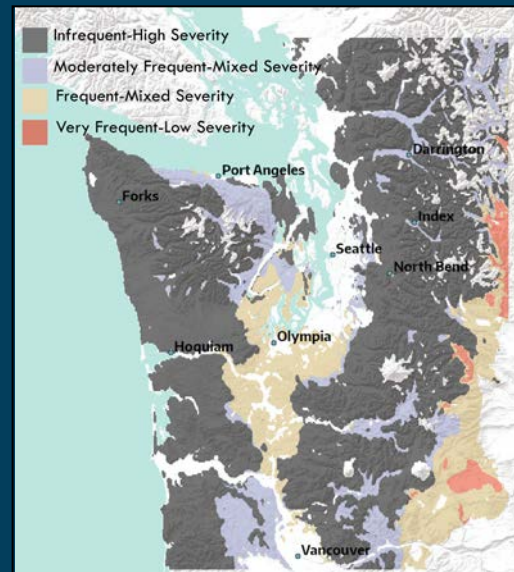 Infrequent-High Severity
Moderately Frequent-Mixed Severity
Frequent-Mixed Severity
Very Frequent-Low Severity
Darrington
Port Angeles
Forks
Index
Seattle
North Bend
Olympia
Hoquiam
Vancouver